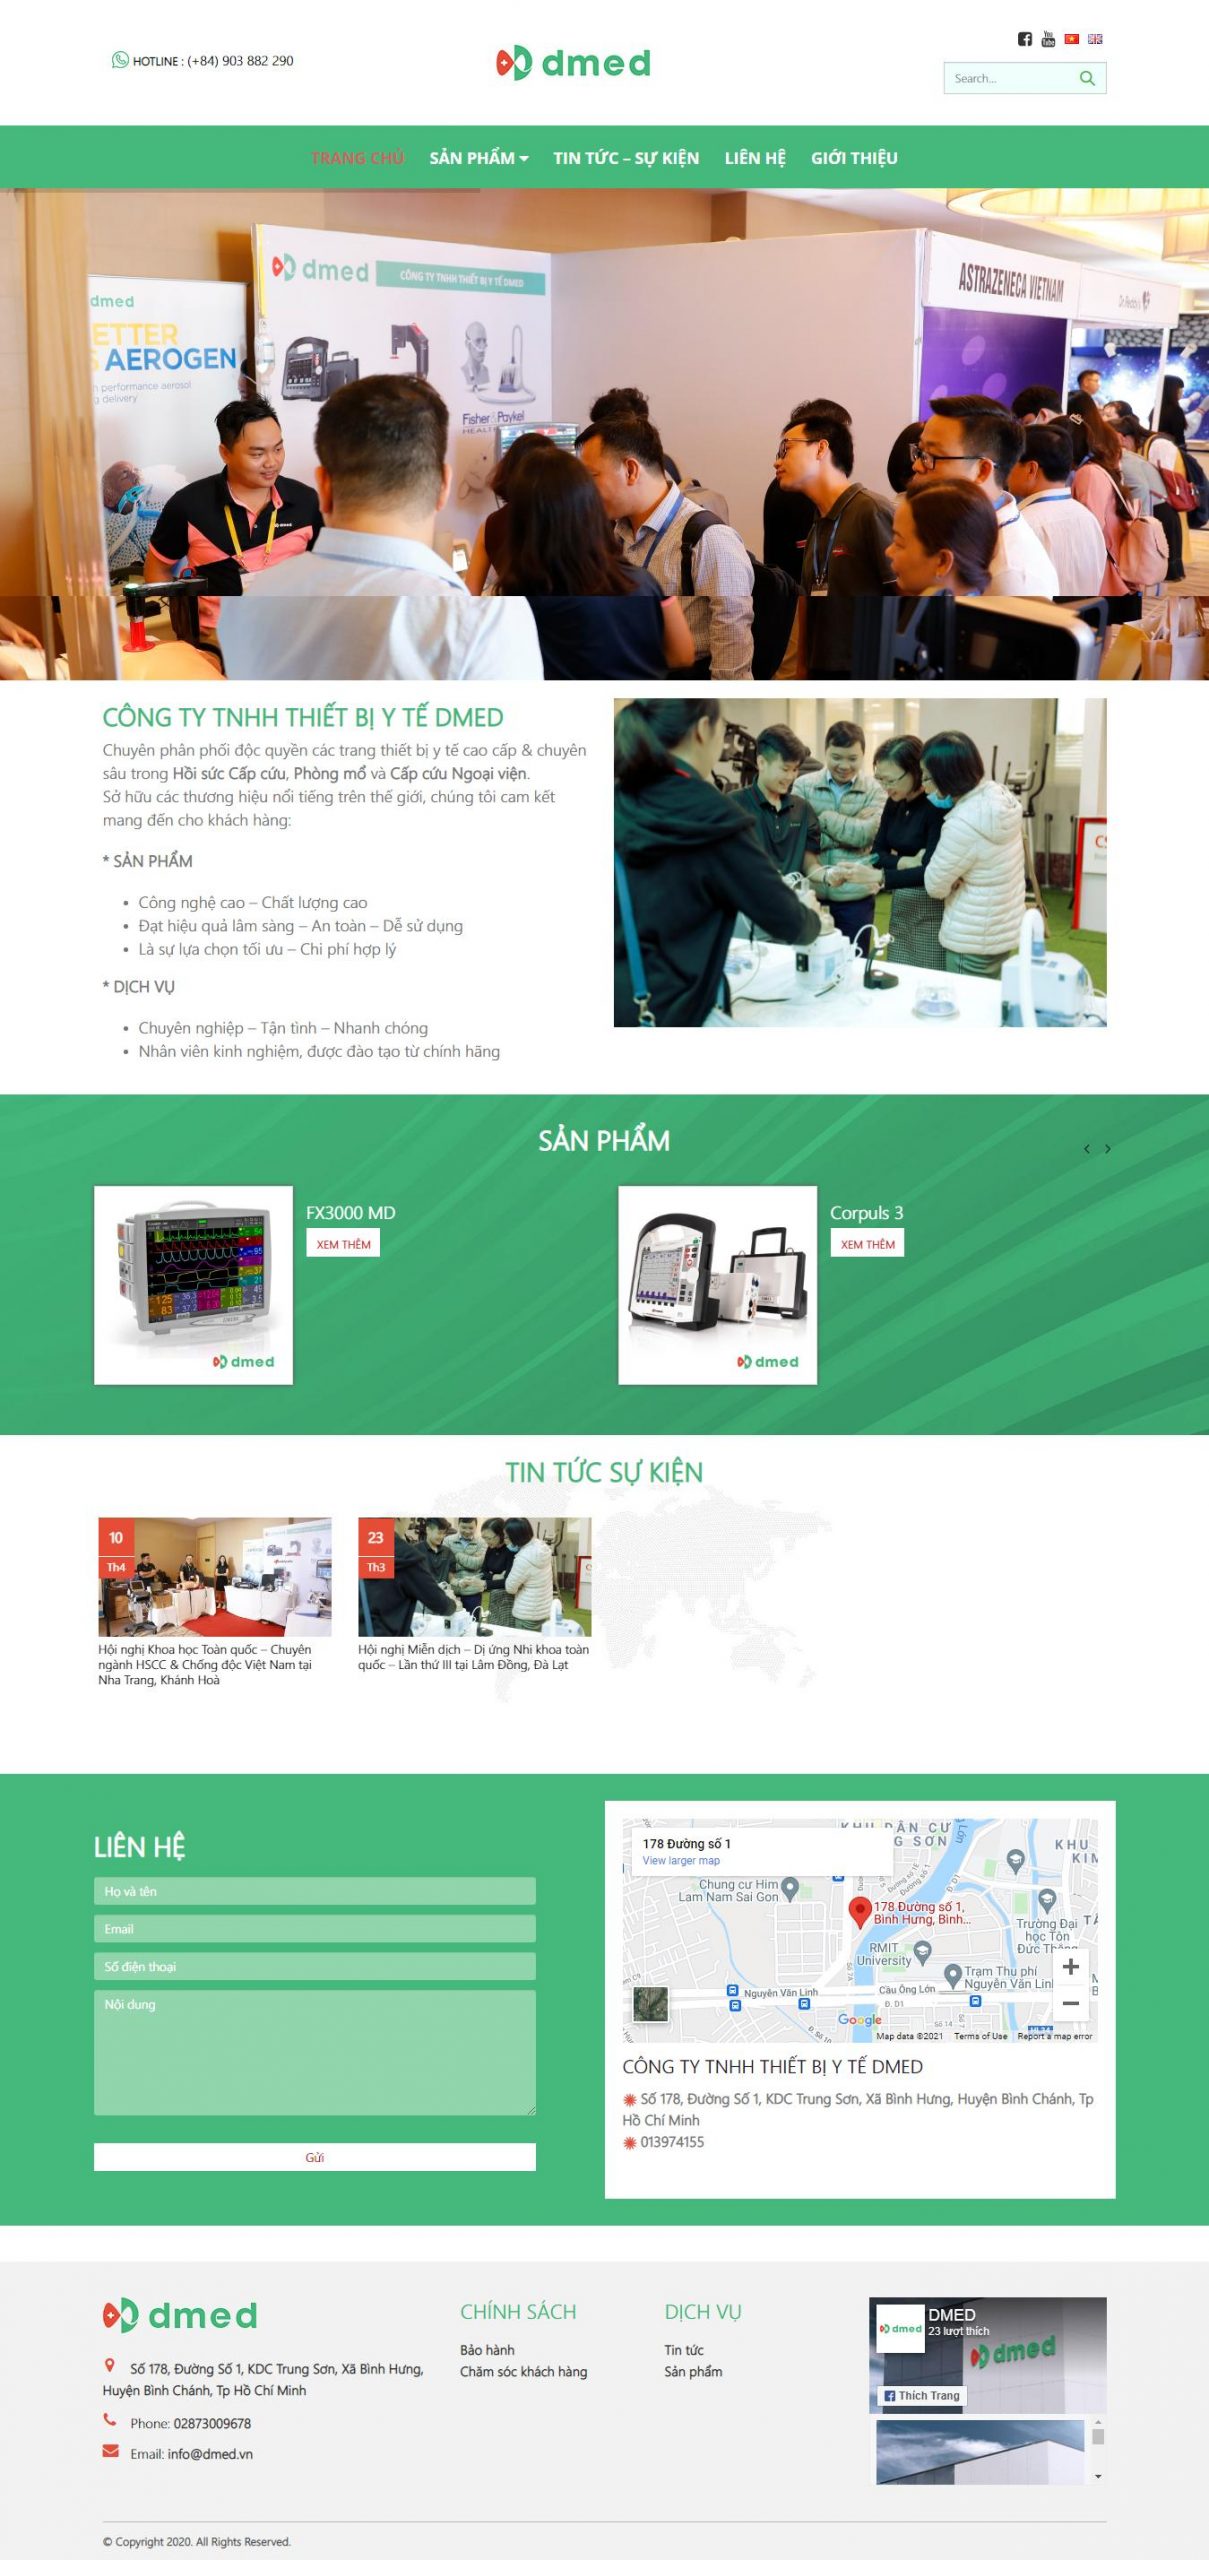 HOTLINE : (+84) 903 882 290
dmed
Search...
TRANG CHỦ
SẢN PHẨM
TIN TỨC – SỰ KIỆN
LIÊN HỆ
GIỚI THIỆU
dmed
ETTER
AEROGEN
performance aerosol
delivery
dmed
CÔNG TY TNHH THIẾT BỊ Y TẾ DMED
Fisher & Paykel
ASTRAZENECA VIETNAM
Dr.Reddy's
CÔNG TY TNHH THIẾT BỊ Y TẾ DMED
Chuyên phân phối độc quyền các trang thiết bị y tế cao cấp & chuyên
sâu trong Hồi sức Cấp cứu, Phòng mổ và Cấp cứu Ngoại viện.
Sở hữu các thương hiệu nổi tiếng trên thế giới, chúng tôi cam kết
mang đến cho khách hàng:
* SẢN PHẨM
• Công nghệ cao – Chất lượng cao
• Đạt hiệu quả lâm sàng – An toàn – Dễ sử dụng
• Là sự lựa chọn tối ưu – Chi phí hợp lý
* DỊCH VỤ
• Chuyên nghiệp – Tận tình – Nhanh chóng
• Nhân viên kinh nghiệm, được đào tạo từ chính hãng
SẢN PHẨM
dmed
FX3000 MD
XEM THÊM
dmed
Corpuls 3
XEM THÊM
TIN TỨC SỰ KIỆN
10
Th4
Hội nghị Khoa học Toàn quốc – Chuyên
ngành HSCC & Chống độc Việt Nam tại
Nha Trang, Khánh Hoà
23
Th3
Hội nghị Miễn dịch – Dị ứng Nhi khoa toàn
quốc – Lần thứ III tại Lâm Đồng, Đà Lạt
LIÊN HỆ
Họ và tên
Email
Số điện thoại
Nội dung
Gửi
178 Đường số 1
View larger map
Chung cư Him
Lam Nam Sai Gon
178 Đường số 1,
Bình Hưng, Bình...
RMIT
University
Trường Đại
học Tôn
Đức Thắng
Trạm Thu phí
Nguyễn Văn Linh
Nguyễn Văn Linh
Cầu Ông Lớn
Đ. D1
Google
Map data ©2021
Terms of Use
Report a map error
CÔNG TY TNHH THIẾT BỊ Y TẾ DMED
Số 178, Đường Số 1, KDC Trung Sơn, Xã Bình Hưng, Huyện Bình Chánh, Tp
Hồ Chí Minh
013974155
dmed
Số 178, Đường Số 1, KDC Trung Sơn, Xã Bình Hưng,
Huyện Bình Chánh, Tp Hồ Chí Minh
Phone: 02873009678
Email: info@dmed.vn
CHÍNH SÁCH
Bảo hành
Chăm sóc khách hàng
DỊCH VỤ
Tin tức
Sản phẩm
dmed
DMED
23 lượt thích
dmed
Thích Trang
© Copyright 2020. All Rights Reserved.